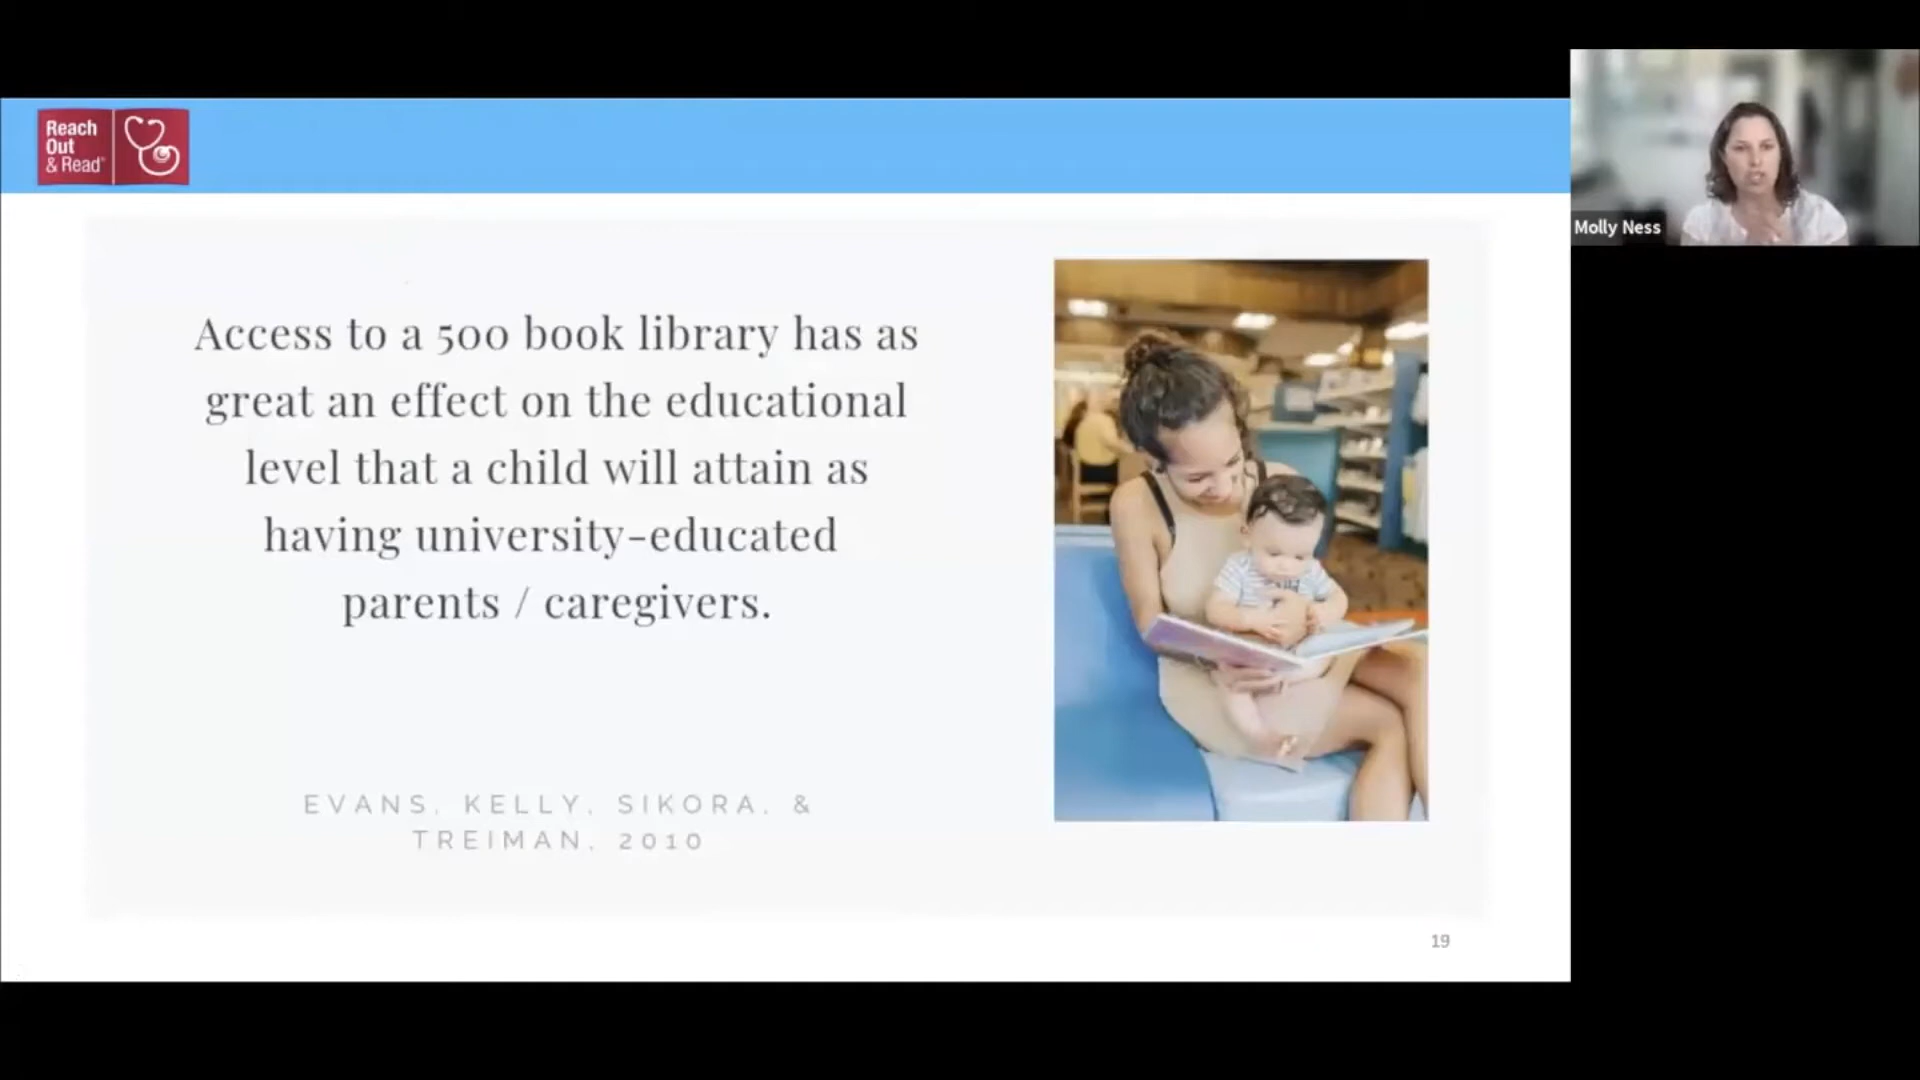 Reach
Out
& Read
Molly Ness
Access to a 500 book library has as
great an effect on the educational
level that a child will attain as
having university-educated
parents / caregivers.
EVANS, KELLY, SIKORA, &
TREIMAN, 2010
19